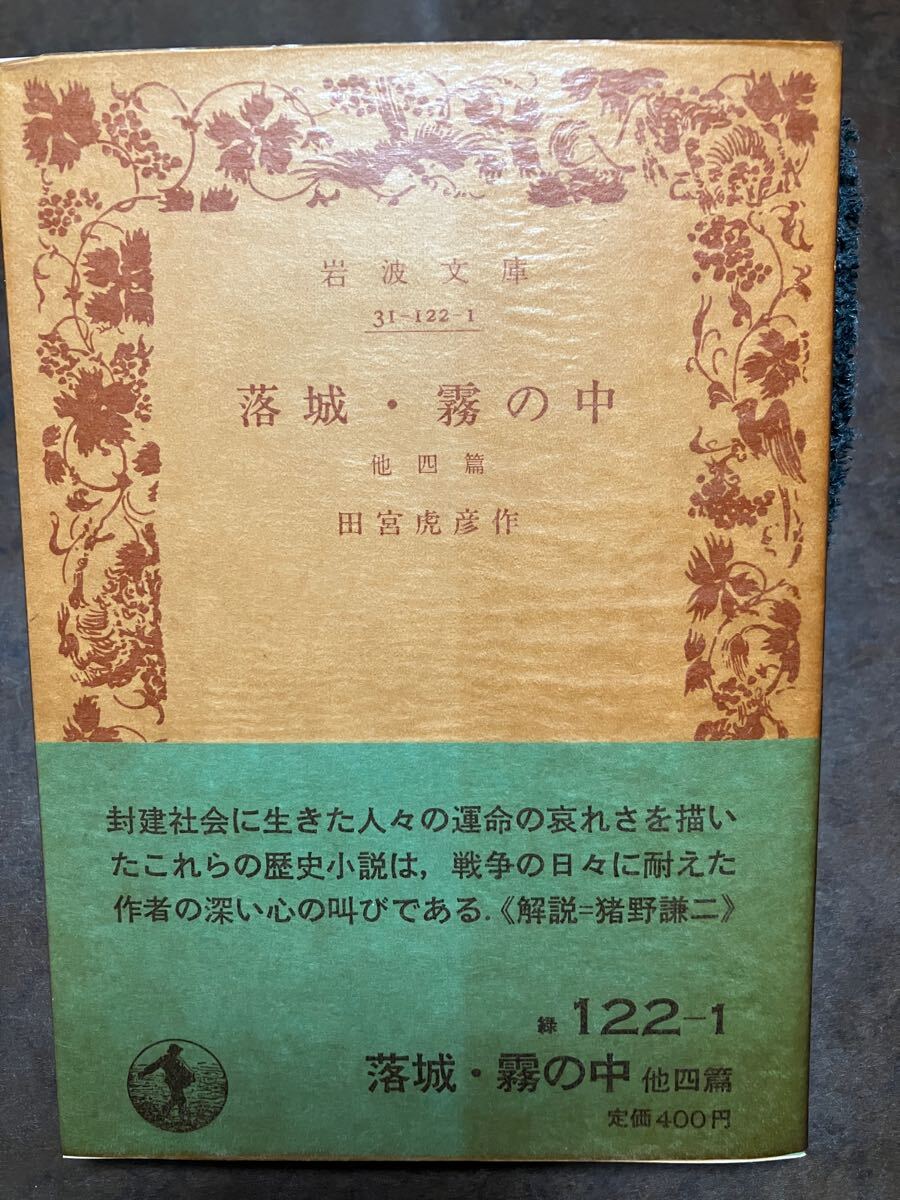 岩波文庫
31-122-1
落城・霧の中
他四篇
田宮虎彦作
封建社会に生きた人々の運命の哀れさを描い
たこれらの歴史小説は，戦争の日々に耐えた
作者の深い心の叫びである．《解説=猪野謙二》
緑 122-1
落城・霧の中 他四篇
定価400円